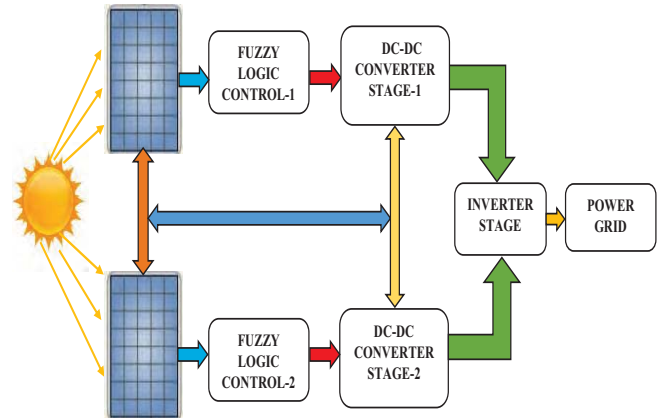 FUZZY
LOGIC
CONTROL-1
DC-DC
CONVERTER
STAGE-1
INVERTER
STAGE
POWER
GRID
FUZZY
LOGIC
CONTROL-2
DC-DC
CONVERTER
STAGE-2